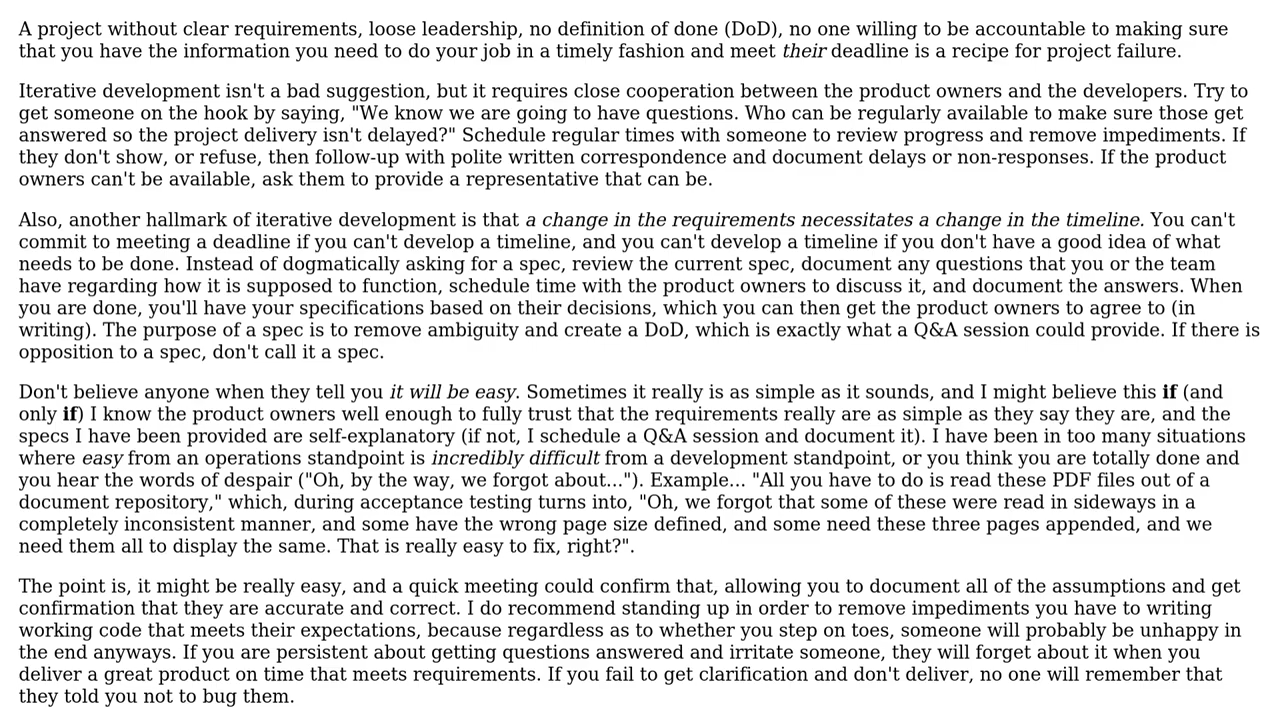 A project without clear requirements, loose leadership, no definition of done (DoD), no one willing to be accountable to making sure
that you have the information you need to do your job in a timely fashion and meet their deadline is a recipe for project failure.
Iterative development isn't a bad suggestion, but it requires close cooperation between the product owners and the developers. Try to
get someone on the hook by saying, "We know we are going to have questions. Who can be regularly available to make sure those get
answered so the project delivery isn't delayed?" Schedule regular times with someone to review progress and remove impediments. If
they don't show, or refuse, then follow-up with polite written correspondence and document delays or non-responses. If the product
owners can't be available, ask them to provide a representative that can be.
Also, another hallmark of iterative development is that a change in the requirements necessitates a change in the timeline. You can't
commit to meeting a deadline if you can't develop a timeline, and you can't develop a timeline if you don't have a good idea of what
needs to be done. Instead of dogmatically asking for a spec, review the current spec, document any questions that you or the team
have regarding how it is supposed to function, schedule time with the product owners to discuss it, and document the answers. When
you are done, you'll have your specifications based on their decisions, which you can then get the product owners to agree to (in
writing). The purpose of a spec is to remove ambiguity and create a DoD, which is exactly what a Q&A session could provide. If there is
opposition to a spec, don't call it a spec.
Don't believe anyone when they tell you it will be easy. Sometimes it really is as simple as it sounds, and I might believe this if (and
only if) I know the product owners well enough to fully trust that the requirements really are as simple as they say they are, and the
specs I have been provided are self-explanatory (if not, I schedule a Q&A session and document it). I have been in too many situations
where easy from an operations standpoint is incredibly difficult from a development standpoint, or you think you are totally done and
you hear the words of despair ("Oh, by the way, we forgot about..."). Example... "All you have to do is read these PDF files out of a
document repository," which, during acceptance testing turns into, "Oh, we forgot that some of these were read in sideways in a
completely inconsistent manner, and some have the wrong page size defined, and some need these three pages appended, and we
need them all to display the same. That is really easy to fix, right?".
The point is, it might be really easy, and a quick meeting could confirm that, allowing you to document all of the assumptions and get
confirmation that they are accurate and correct. I do recommend standing up in order to remove impediments you have to writing
working code that meets their expectations, because regardless as to whether you step on toes, someone will probably be unhappy in
the end anyways. If you are persistent about getting questions answered and irritate someone, they will forget about it when you
deliver a great product on time that meets requirements. If you fail to get clarification and don't deliver, no one will remember that
they told you not to bug them.